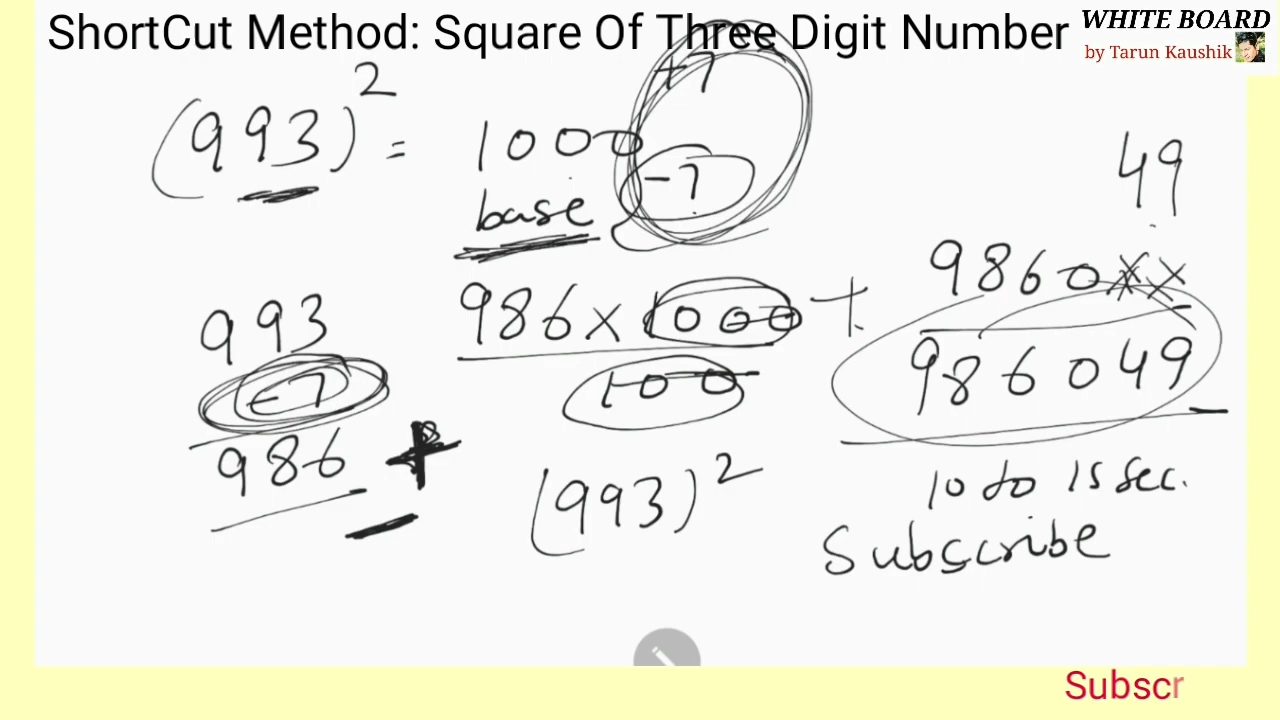 ShortCut Method: Square Of Three Digit Number
WHITE BOARD
by Tarun Kaushik
(993)² = 1000 -7
+7
base
49
993
-7
986 +
986 x 1000 +
100
9860xx
986049
(993)²
10 to 15 sec.
Subscribe
Subscr